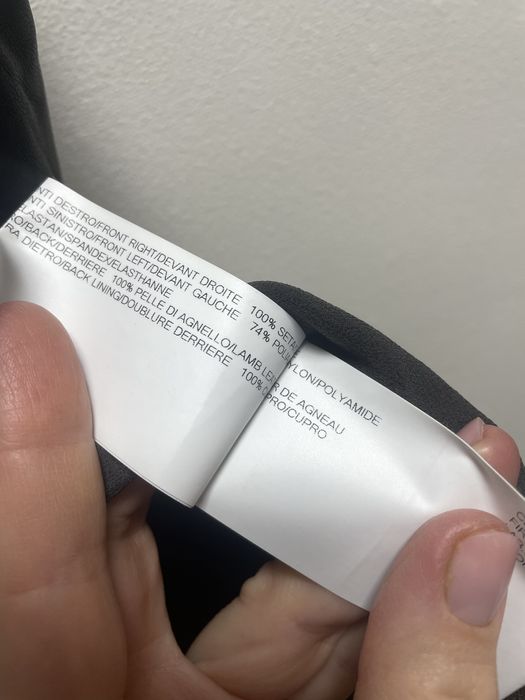 NTI DESTRO/FRONT RIGHT/DEVANT DROITE 100% SETA
NTI SINISTRO/FRONT LEFT/DEVANT GAUCHE 74% POLI YLON/POLYAMIDE
ELASTAN/SPANDEX/ELASTHANNE
RO/BACK/DERRIERE 100% PELLE DI AGNELLO/LAMB LE R DE AGNEAU
RA DIETRO/BACK LINING/DOUBLURE DERRIERE 100% C PRO/CUPRO